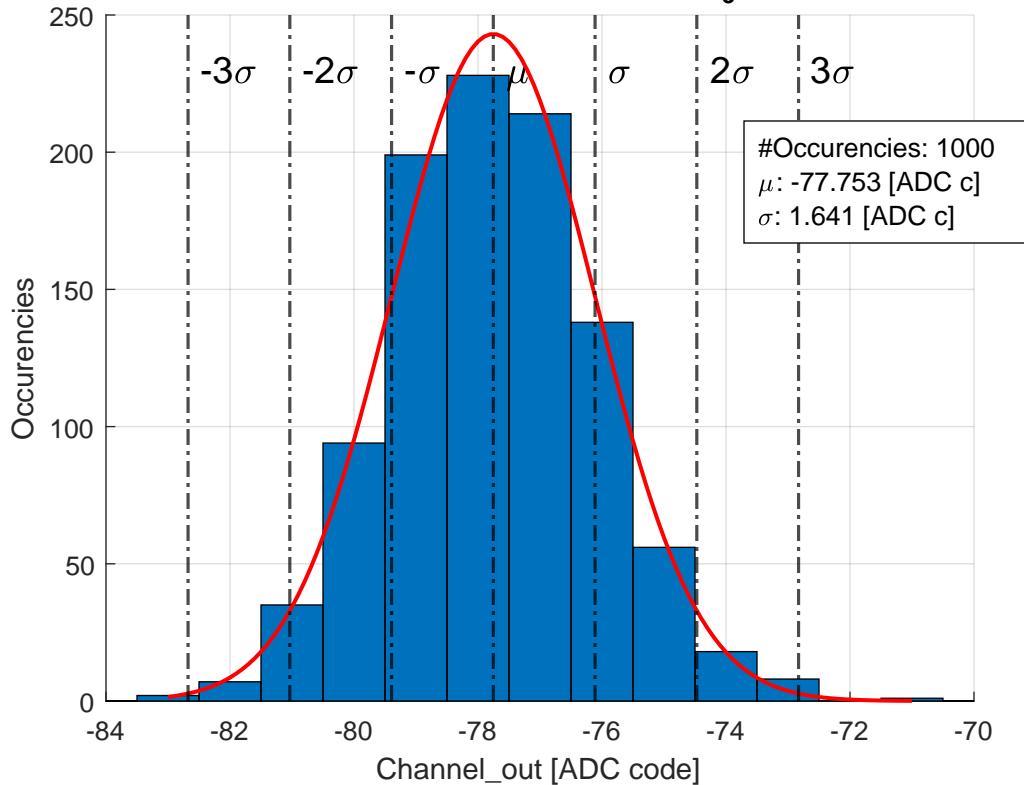 250
200
150
100
50
0
-3σ
-2σ
-σ
μ
σ
2σ
3σ
#Occurencies: 1000
μ: -77.753 [ADC c]
σ: 1.641 [ADC c]
Occurencies
-84
-82
-80
-78
-76
-74
-72
-70
Channel_out [ADC code]